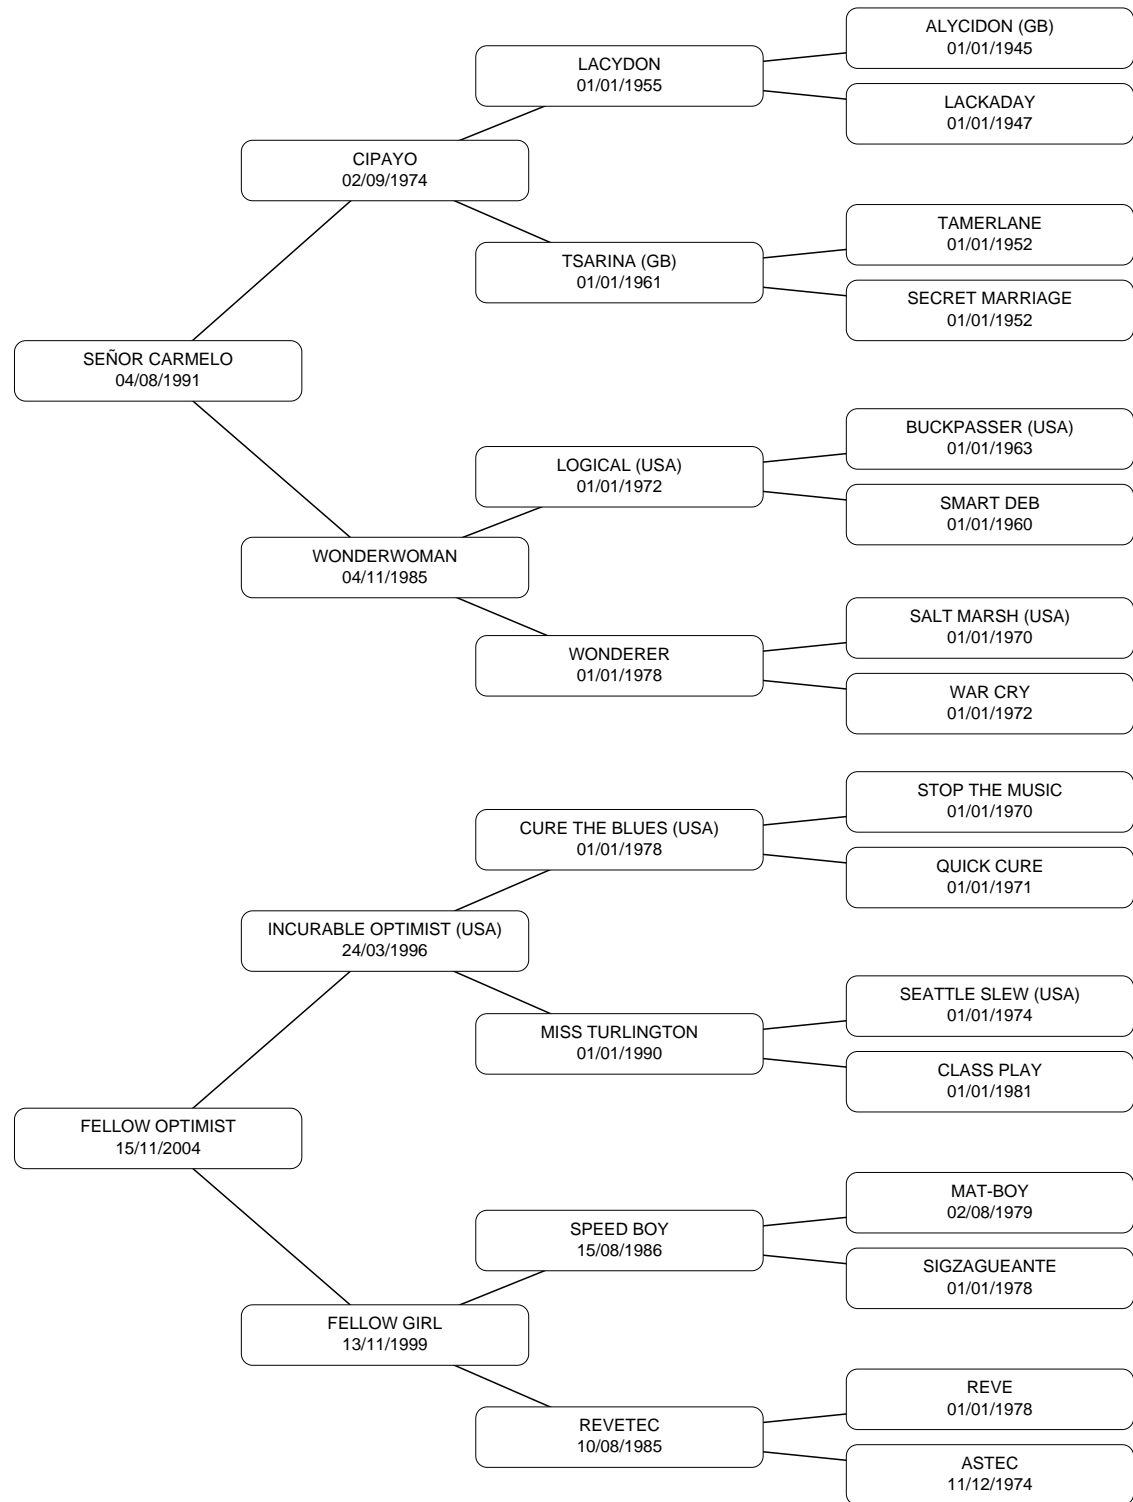 ALYCIDON (GB)
01/01/1945
LACYDON
01/01/1955
LACKADAY
01/01/1947
CIPAYO
02/09/1974
TAMERLANE
01/01/1952
TSARINA (GB)
01/01/1961
SECRET MARRIAGE
01/01/1952
SEÑOR CARMELO
04/08/1991
BUCKPASSER (USA)
01/01/1963
LOGICAL (USA)
01/01/1972
SMART DEB
01/01/1960
WONDERWOMAN
04/11/1985
SALT MARSH (USA)
01/01/1970
WONDERER
01/01/1978
WAR CRY
01/01/1972
STOP THE MUSIC
01/01/1970
CURE THE BLUES (USA)
01/01/1978
QUICK CURE
01/01/1971
INCURABLE OPTIMIST (USA)
24/03/1996
SEATTLE SLEW (USA)
01/01/1974
MISS TURLINGTON
01/01/1990
CLASS PLAY
01/01/1981
FELLOW OPTIMIST
15/11/2004
MAT-BOY
02/08/1979
SPEED BOY
15/08/1986
SIGZAGUEANTE
01/01/1978
FELLOW GIRL
13/11/1999
REVE
01/01/1978
REVETEC
10/08/1985
ASTEC
11/12/1974